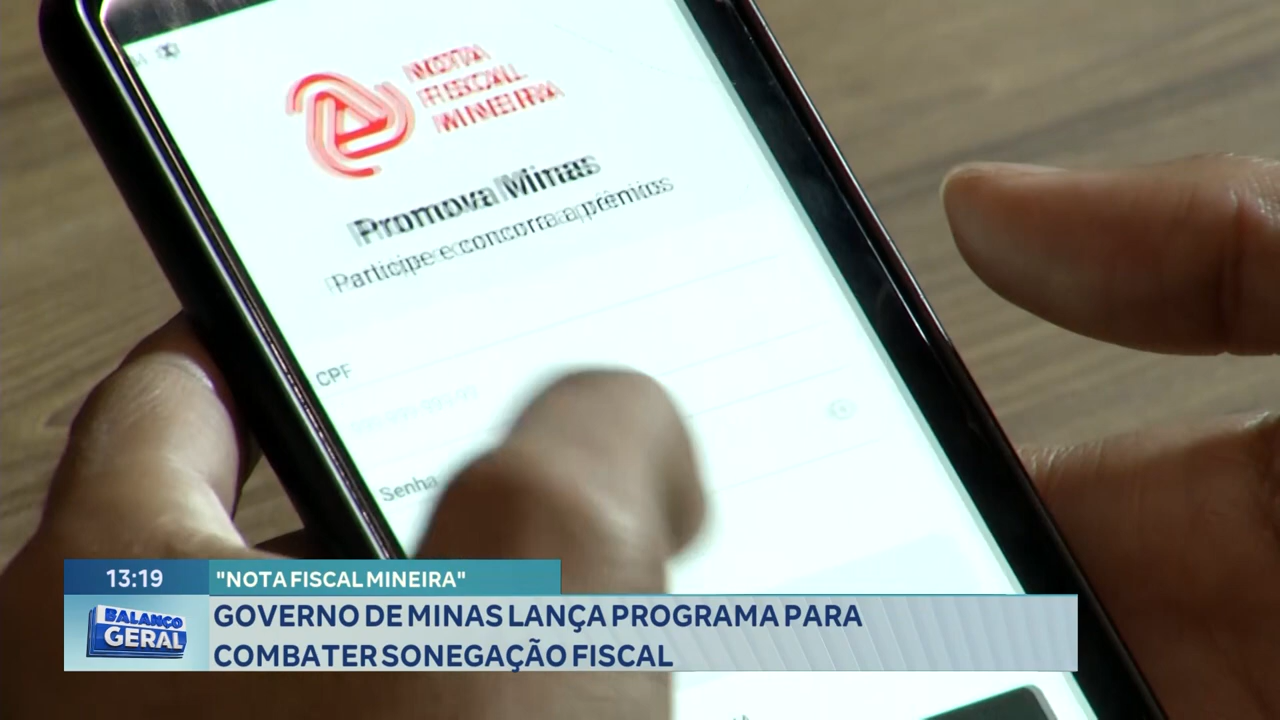 NOTA
FISCAL
MINEIRA
Promova Minas
Participe e concorra a prêmios
CPF
Senha
13:19
"NOTA FISCAL MINEIRA"
BALANÇO
GERAL
GOVERNO DE MINAS LANÇA PROGRAMA PARA
COMBATER SONEGAÇÃO FISCAL